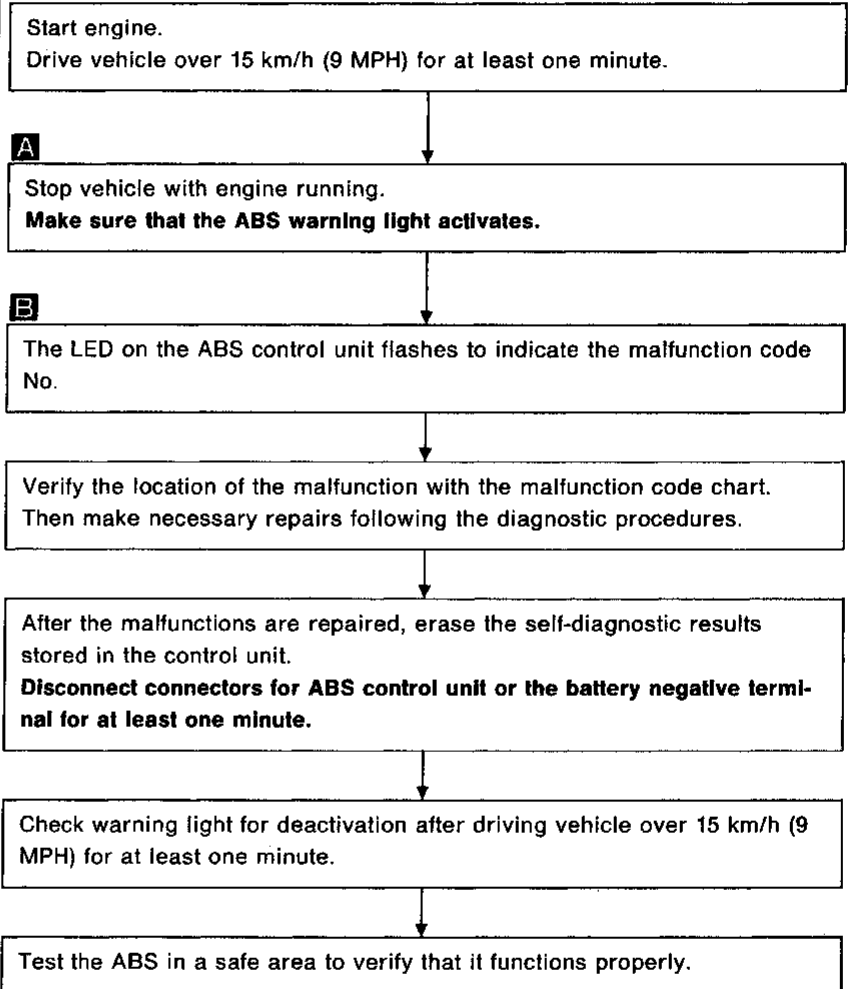 Start engine.
Drive vehicle over 15 km/h (9 MPH) for at least one minute.
A
Stop vehicle with engine running.
Make sure that the ABS warning light activates.
B
The LED on the ABS control unit flashes to indicate the malfunction code
No.
Verify the location of the malfunction with the malfunction code chart.
Then make necessary repairs following the diagnostic procedures.
After the malfunctions are repaired, erase the self-diagnostic results
stored in the control unit.
Disconnect connectors for ABS control unit or the battery negative termi-
nal for at least one minute.
Check warning light for deactivation after driving vehicle over 15 km/h (9
MPH) for at least one minute.
Test the ABS in a safe area to verify that it functions properly.